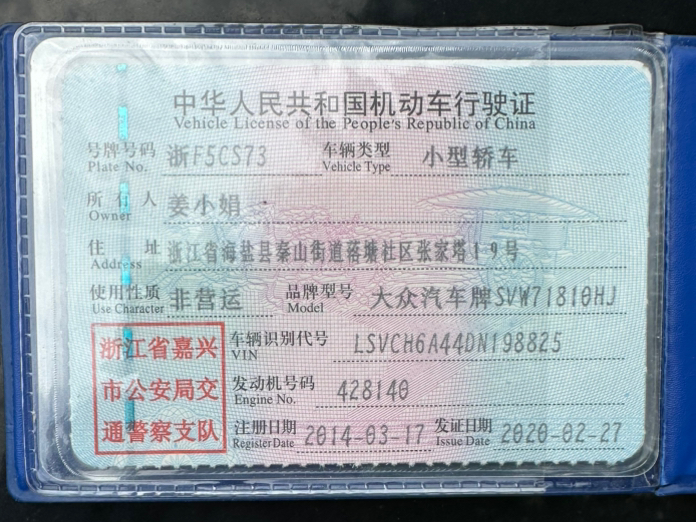 中华人民共和国机动车行驶证
Vehicle License of the People's Republic of China
号牌号码 浙F5CS73 车辆类型 小型轿车
Plate No. Vehicle Type
所有人 姜小娟
Owner
住址 浙江省海盐县秦山街道落塘社区张家塔19号
Address
使用性质 非营运 品牌型号 大众汽车牌SVW71810HJ
Use Character Model
浙江省嘉兴
市公安局交
通警察支队
车辆识别代号 LSVCH6A44DN198825
VIN
发动机号码 428140
Engine No.
注册日期 2014-03-17 发证日期 2020-02-27
Register Date Issue Date